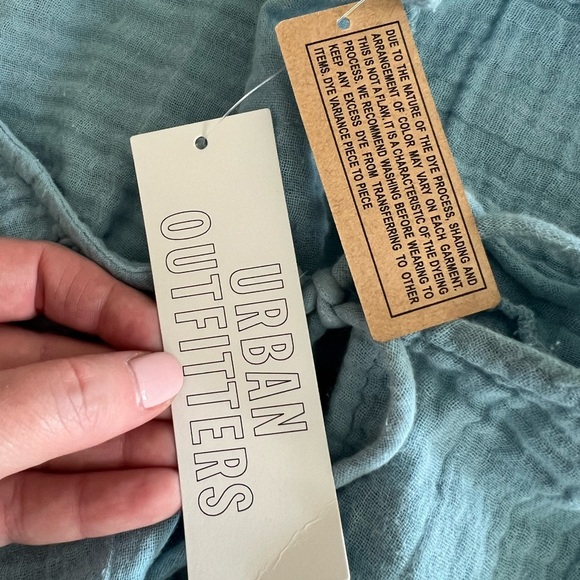 URBAN
OUTFITTERS
DUE TO THE NATURE OF THE DYE PROCESS, SHADING AND
ARRANGEMENT OF COLOR MAY VARY ON EACH GARMENT.
THIS IS NOT A FLAW, IT IS A CHARACTERISTIC OF THE DYEING
PROCESS. WE RECOMMEND WASHING BEFORE WEARING TO
KEEP ANY EXCESS DYE FROM TRANSFERRING TO OTHER
ITEMS. DYE VARIANCE PIECE TO PIECE